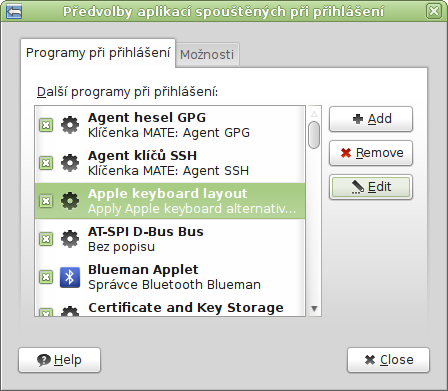 Předvolby aplikací spouštěných při přihlášení
Programy při přihlášení
Možnosti
Další programy při přihlášení:
Agent hesel GPG
Klíčenka MATE: Agent GPG
Agent klíčů SSH
Klíčenka MATE: Agent SSH
Apple keyboard layout
Apply Apple keyboard alternativ...
AT-SPI D-Bus Bus
Bez popisu
Blueman Applet
Správce Bluetooth Blueman
Certificate and Key Storage
Add
Remove
Edit
Help
Close